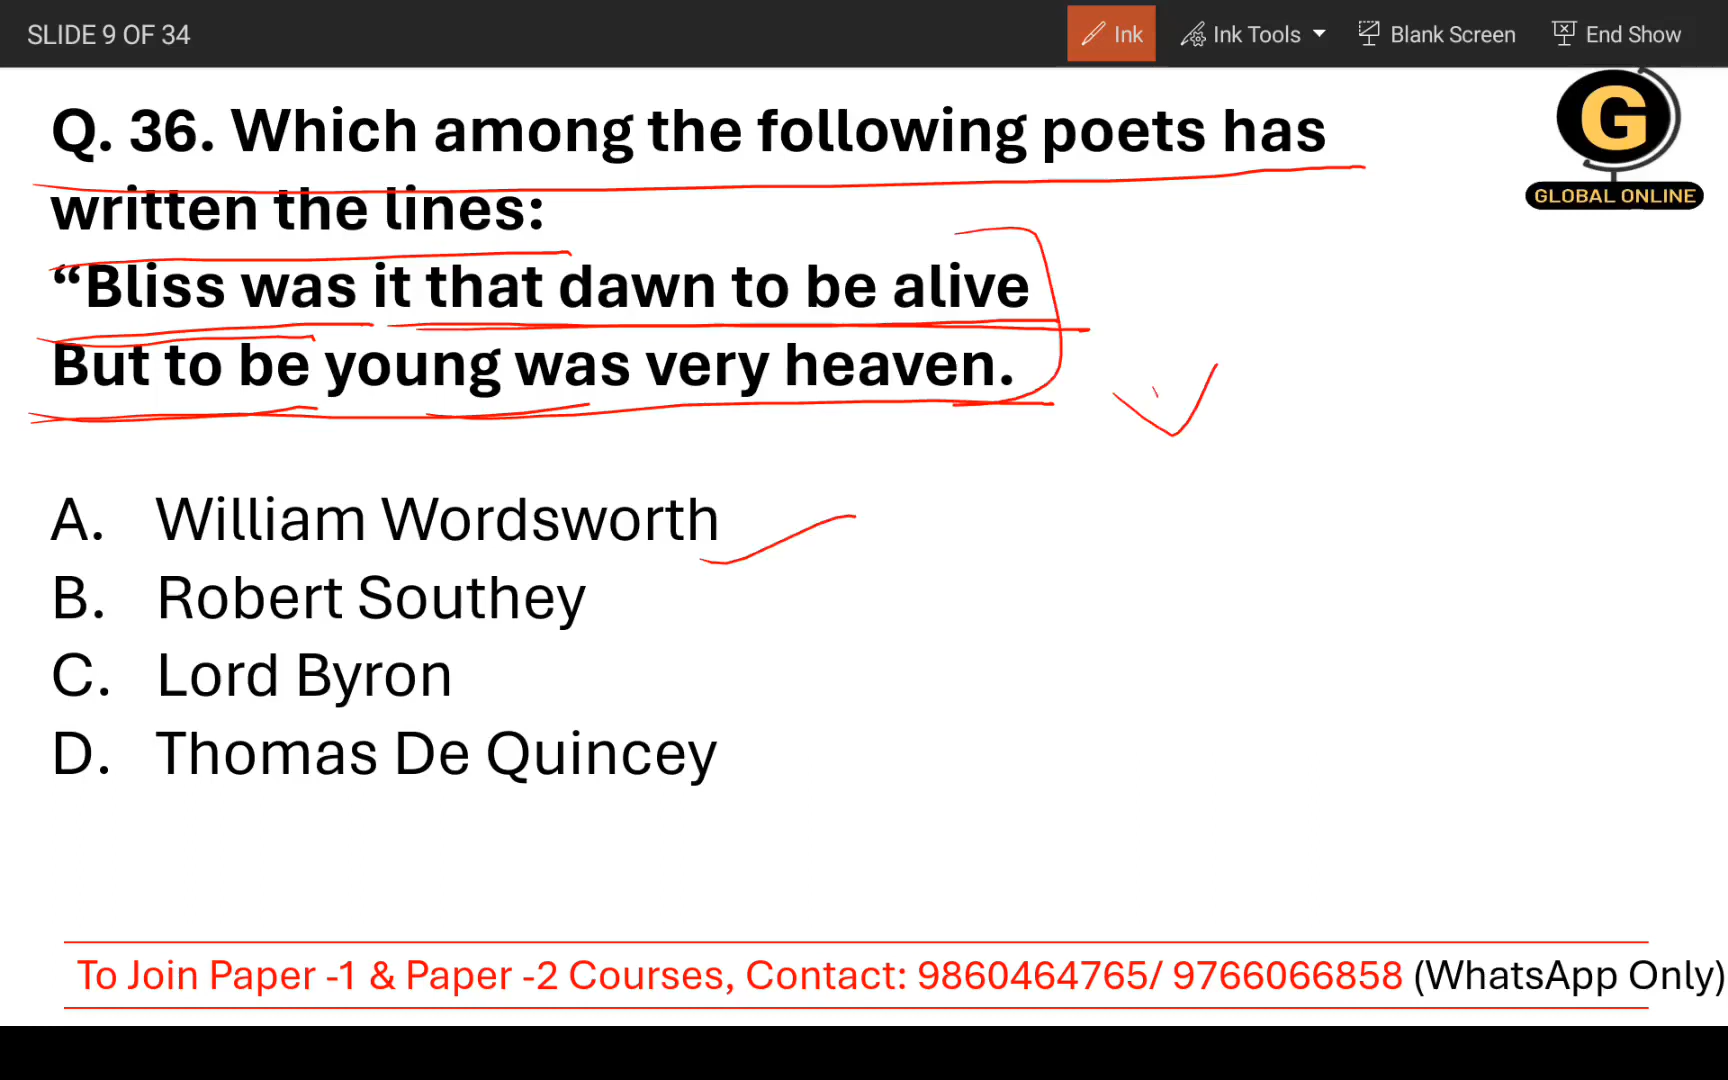 SLIDE 9 OF 34
Ink
Ink Tools
Blank Screen
End Show
G
GLOBAL ONLINE
Q. 36. Which among the following poets has
written the lines:
“Bliss was it that dawn to be alive
But to be young was very heaven.
A. William Wordsworth
B. Robert Southey
C. Lord Byron
D. Thomas De Quincey
To Join Paper -1 & Paper -2 Courses, Contact: 9860464765/ 9766066858 (WhatsApp Only)